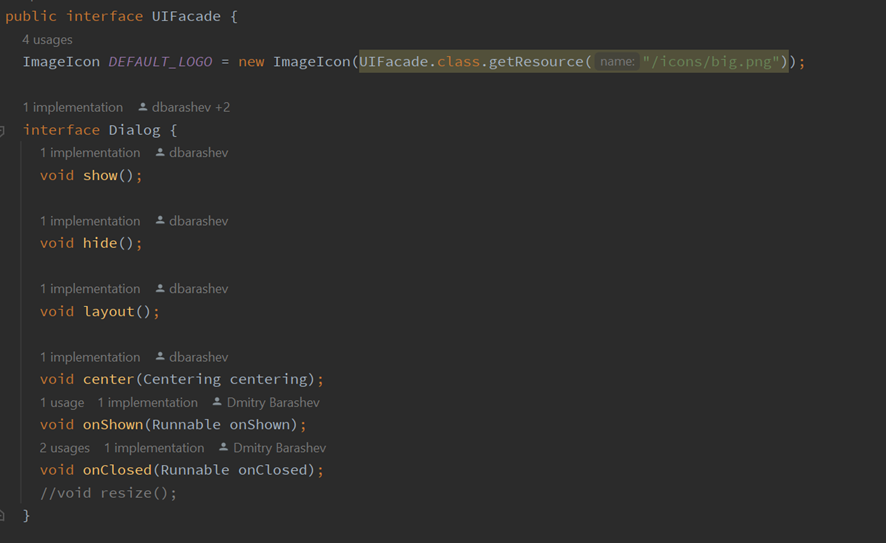 public interface UIFacade {
4 usages
ImageIcon DEFAULT_LOGO = new ImageIcon(UIFacade.class.getResource( name: "/icons/big.png"));
1 implementation dbarashev +2
interface Dialog {
1 implementation dbarashev
void show();
1 implementation dbarashev
void hide();
1 implementation dbarashev
void layout();
1 implementation dbarashev
void center(Centering centering);
1 usage 1 implementation Dmitry Barashev
void onShown(Runnable onShown);
2 usages 1 implementation Dmitry Barashev
void onClosed(Runnable onClosed);
//void resize();
}